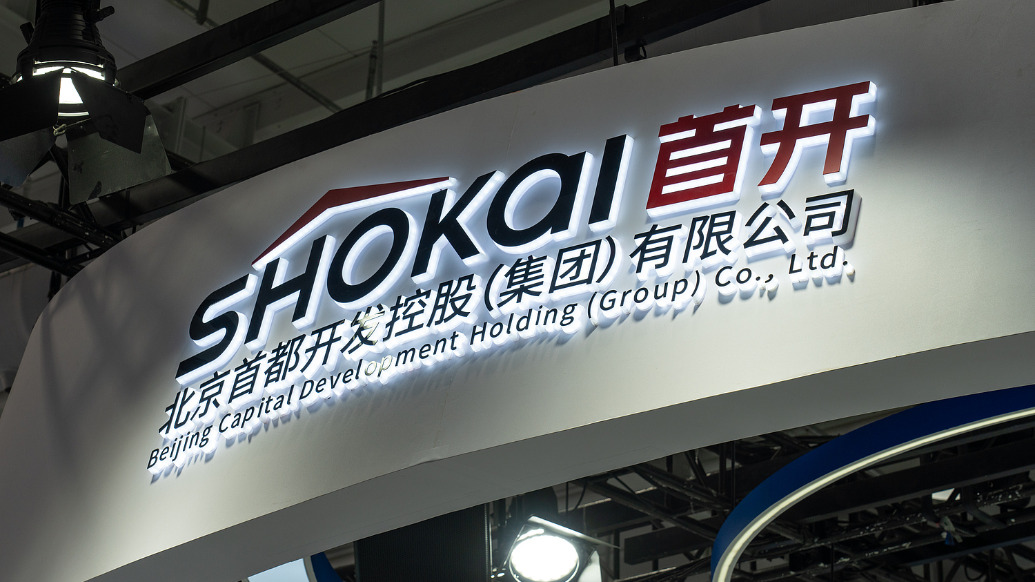 SHOKAI 首开
北京首都开发控股(集团)有限公司
Beijing Capital Development Holding (Group) Co., Ltd.